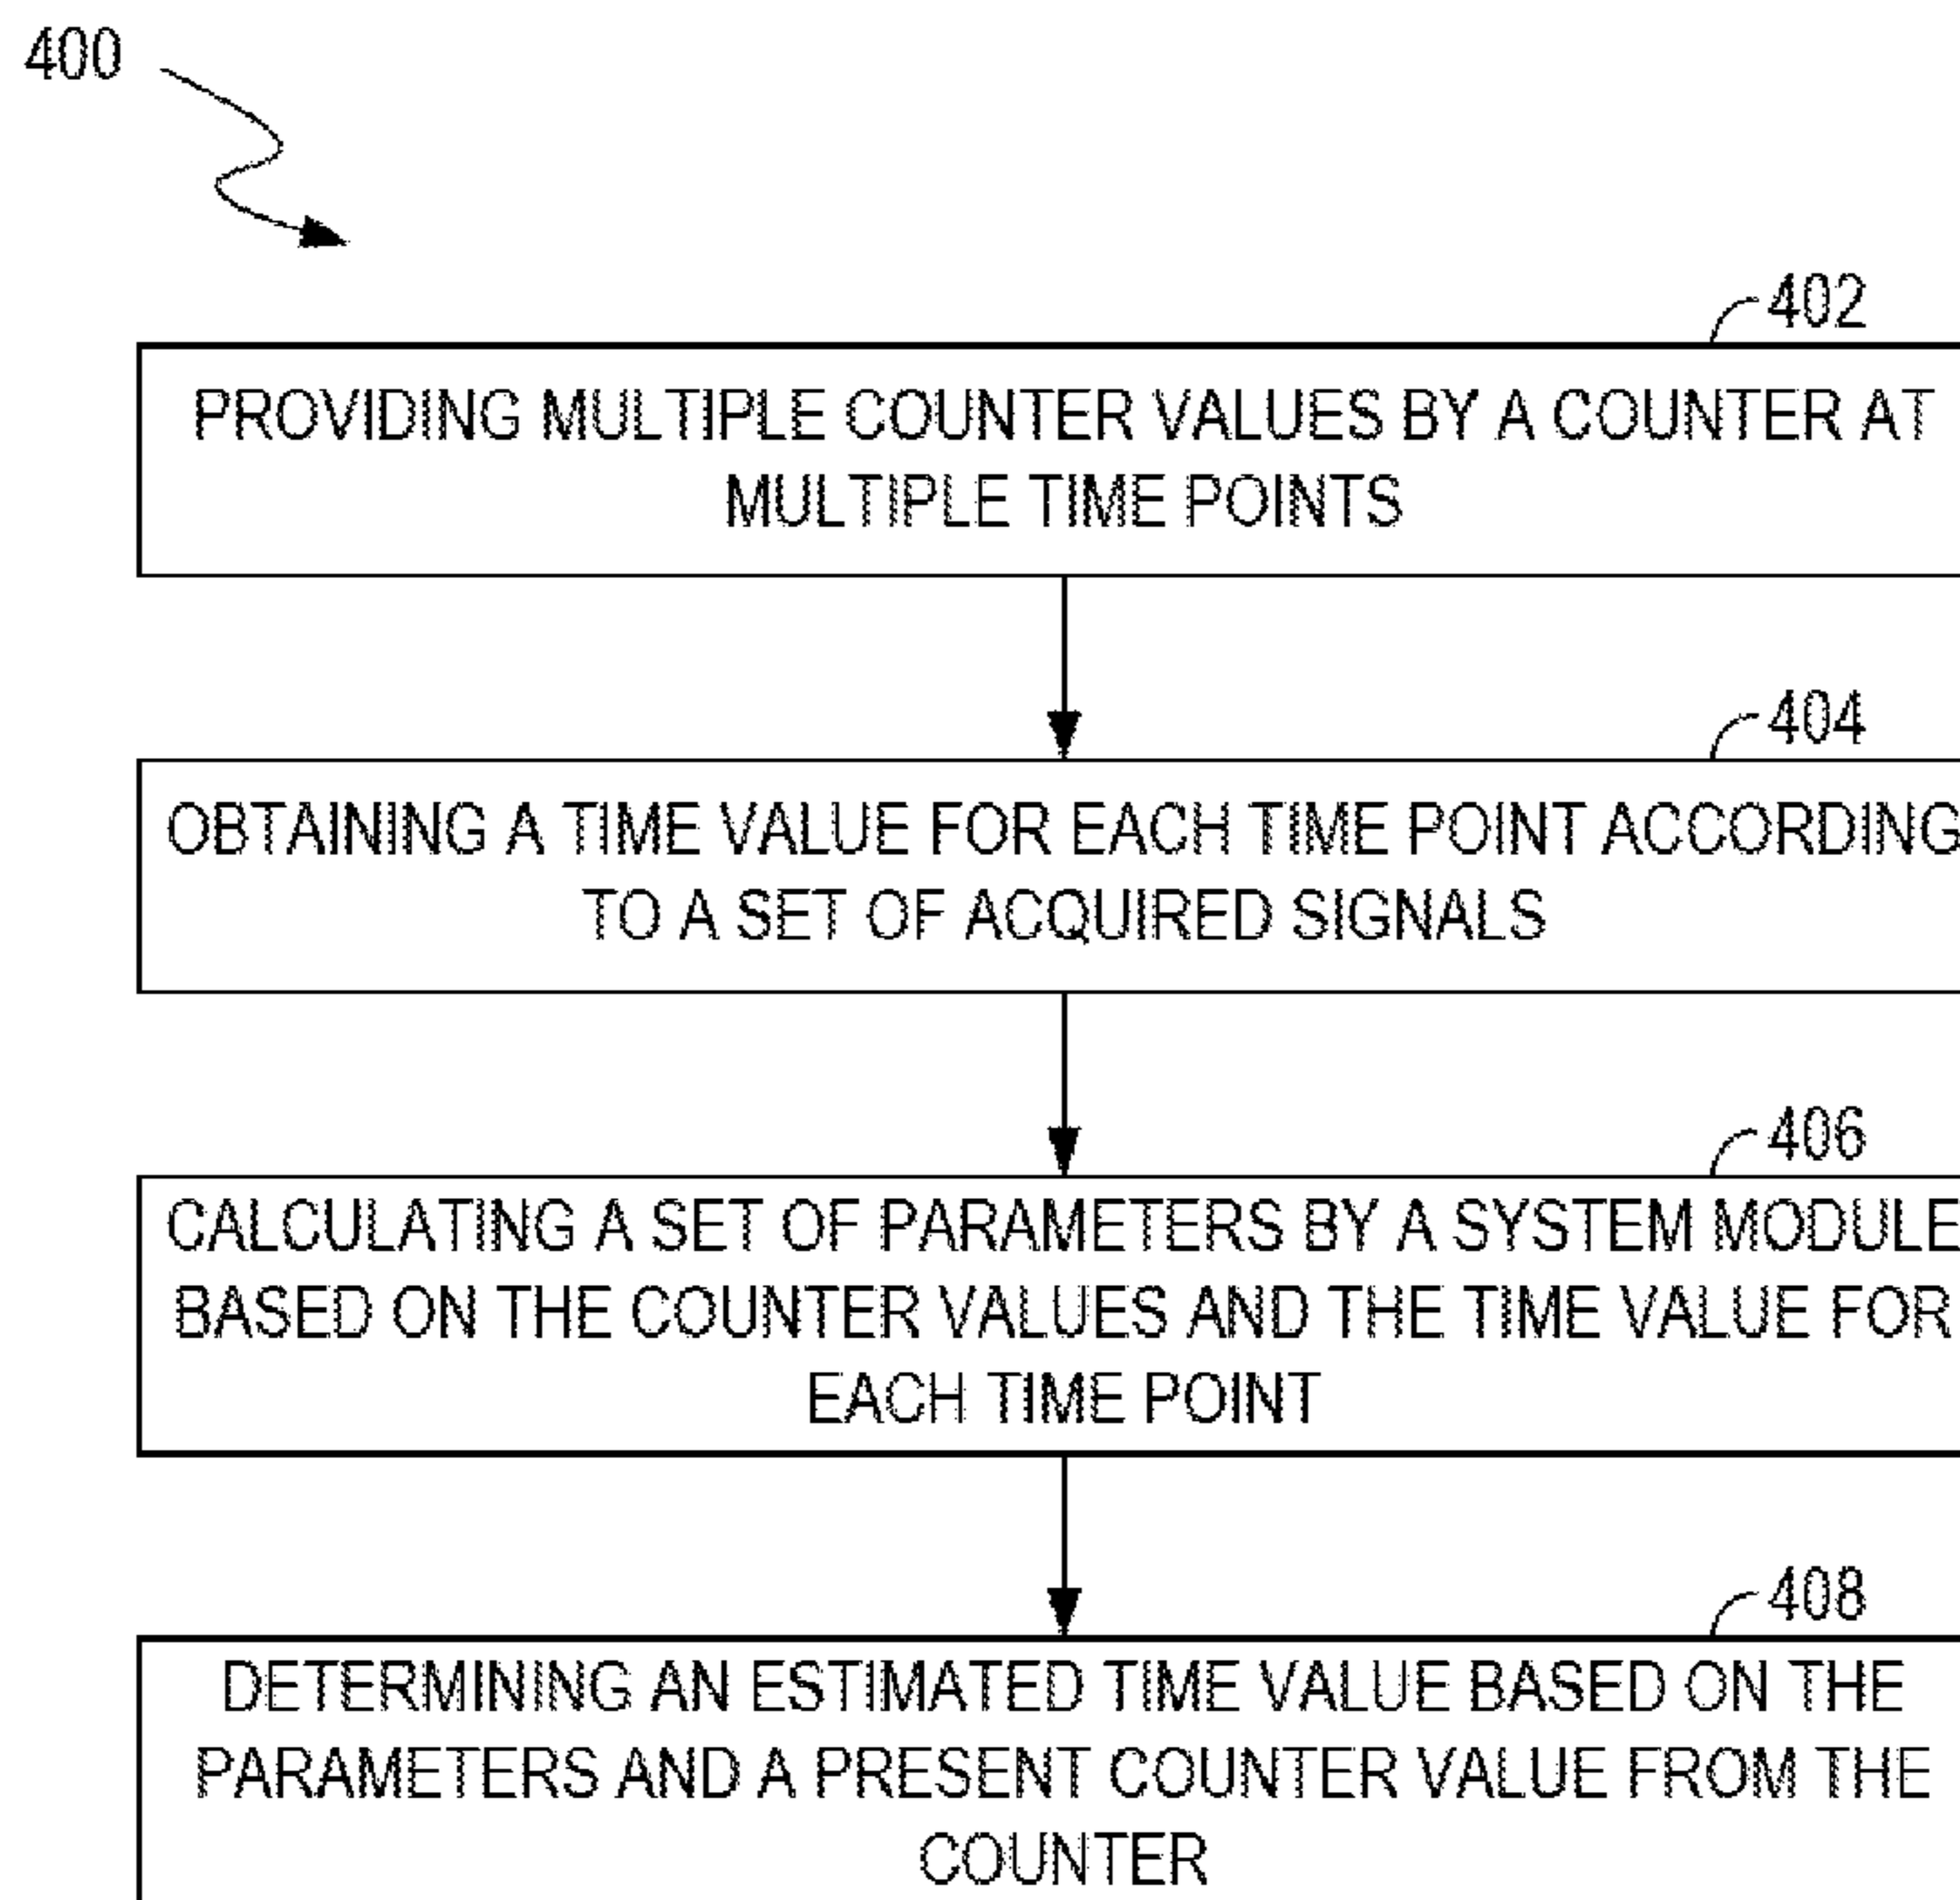 400
402
PROVIDING MULTIPLE COUNTER VALUES BY A COUNTER AT
MULTIPLE TIME POINTS
404
OBTAINING A TIME VALUE FOR EACH TIME POINT ACCORDING
TO A SET OF ACQUIRED SIGNALS
406
CALCULATING A SET OF PARAMETERS BY A SYSTEM MODULE
BASED ON THE COUNTER VALUES AND THE TIME VALUE FOR
EACH TIME POINT
408
DETERMINING AN ESTIMATED TIME VALUE BASED ON THE
PARAMETERS AND A PRESENT COUNTER VALUE FROM THE
COUNTER